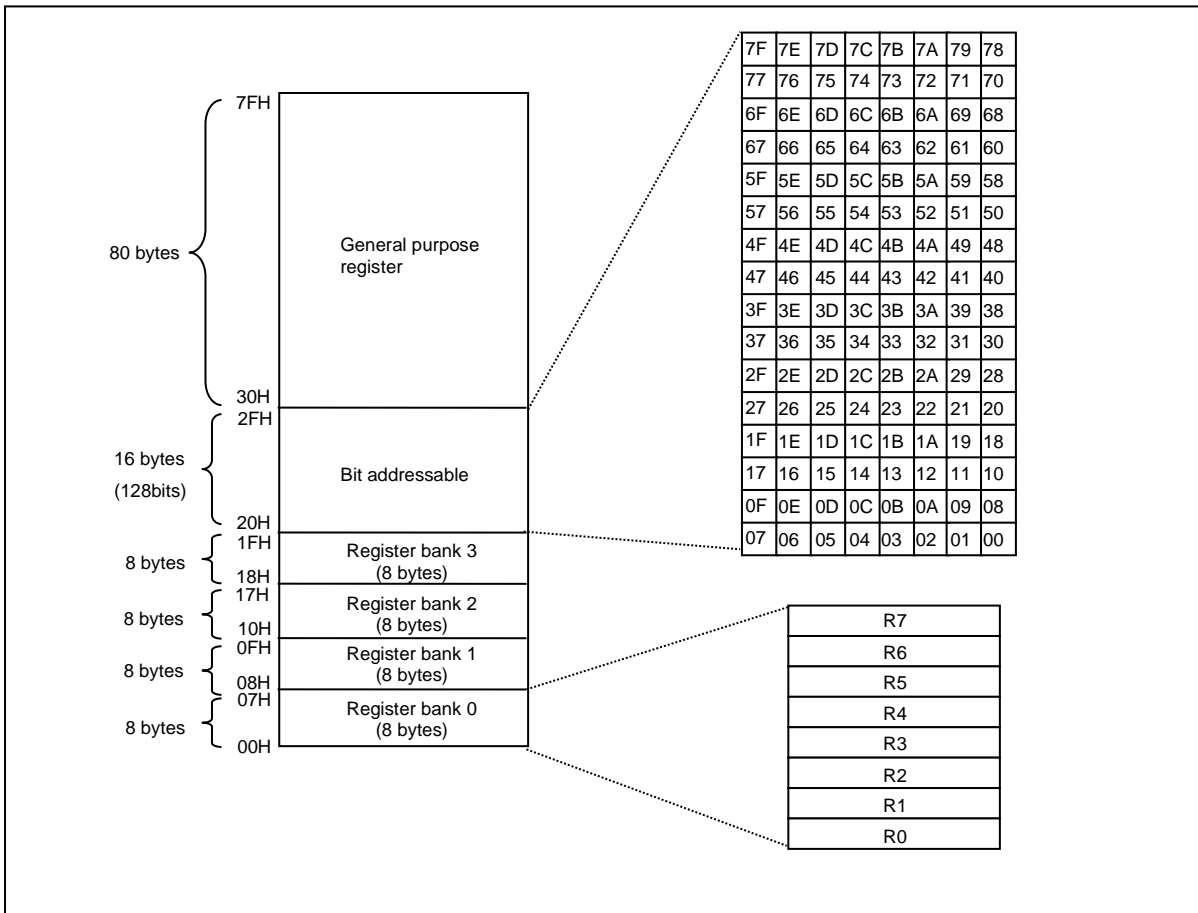 7FH
80 bytes
General purpose
register
30H
2FH
16 bytes
(128bits)
Bit addressable
20H
1FH
8 bytes
Register bank 3
(8 bytes)
18H
17H
8 bytes
Register bank 2
(8 bytes)
10H
0FH
8 bytes
Register bank 1
(8 bytes)
08H
07H
8 bytes
Register bank 0
(8 bytes)
00H
7F 7E 7D 7C 7B 7A 79 78
77 76 75 74 73 72 71 70
6F 6E 6D 6C 6B 6A 69 68
67 66 65 64 63 62 61 60
5F 5E 5D 5C 5B 5A 59 58
57 56 55 54 53 52 51 50
4F 4E 4D 4C 4B 4A 49 48
47 46 45 44 43 42 41 40
3F 3E 3D 3C 3B 3A 39 38
37 36 35 34 33 32 31 30
2F 2E 2D 2C 2B 2A 29 28
27 26 25 24 23 22 21 20
1F 1E 1D 1C 1B 1A 19 18
17 16 15 14 13 12 11 10
0F 0E 0D 0C 0B 0A 09 08
07 06 05 04 03 02 01 00
R7
R6
R5
R4
R3
R2
R1
R0